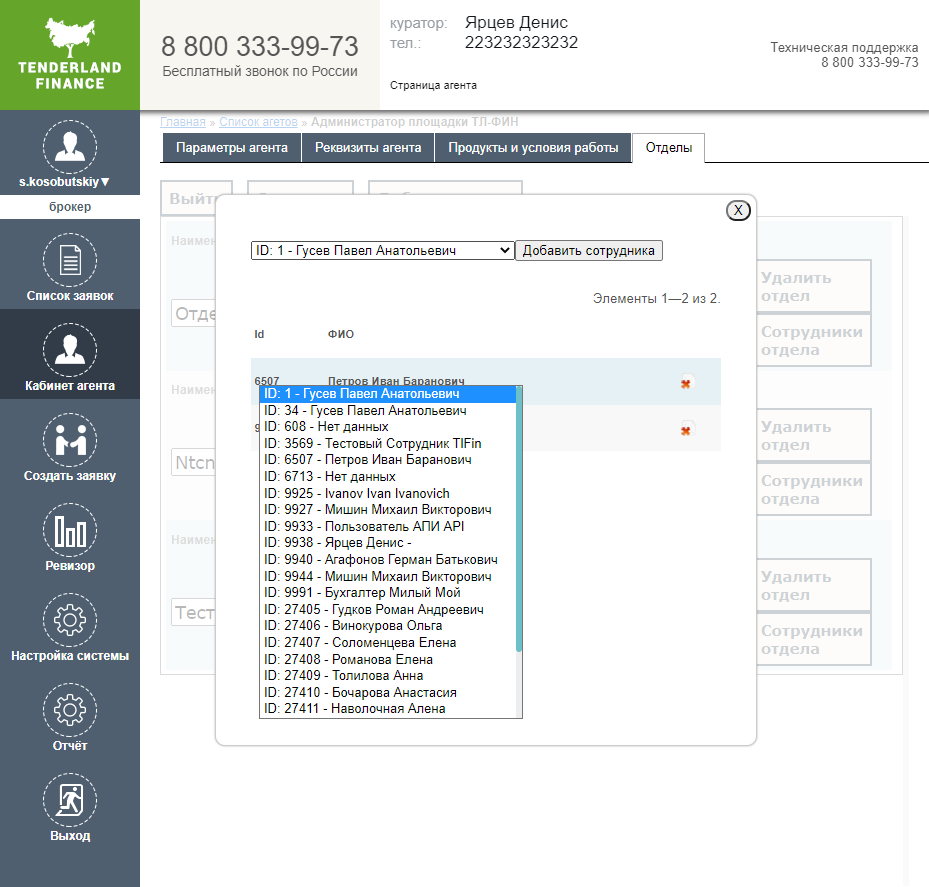 TENDERLAND
FINANCE
8 800 333-99-73
Бесплатный звонок по России
куратор: Ярцев Денис
тел.: 223232323232
Страница агента
Техническая поддержка
8 800 333-99-73
s.kosobutskiy▼
брокер
Список заявок
Кабинет агента
Создать заявку
Ревизор
Настройка системы
Отчёт
Выход
Главная » Список агетов » Администратор площадки ТЛ-ФИН
Параметры агента
Реквизиты агента
Продукты и условия работы
Отделы
X
ID: 1 - Гусев Павел Анатольевич
Добавить сотрудника
Элементы 1—2 из 2.
Id ФИО
6507 Петров Иван Баранович
ID: 1 - Гусев Павел Анатольевич
ID: 34 - Гусев Павел Анатольевич
ID: 608 - Нет данных
ID: 3569 - Тестовый Сотрудник TlFin
ID: 6507 - Петров Иван Баранович
ID: 6713 - Нет данных
ID: 9925 - Ivanov Ivan Ivanovich
ID: 9927 - Мишин Михаил Викторович
ID: 9933 - Пользователь АПИ API
ID: 9938 - Ярцев Денис -
ID: 9940 - Агафонов Герман Батькович
ID: 9944 - Мишин Михаил Викторович
ID: 9991 - Бухгалтер Милый Мой
ID: 27405 - Гудков Роман Андреевич
ID: 27406 - Винокурова Ольга
ID: 27407 - Соломенцева Елена
ID: 27408 - Романова Елена
ID: 27409 - Толилова Анна
ID: 27410 - Бочарова Анастасия
ID: 27411 - Наволочная Алена
Удалить
отдел
Сотрудники
отдела
Ntcn
Удалить
отдел
Сотрудники
отдела
Удалить
отдел
Сотрудники
отдела